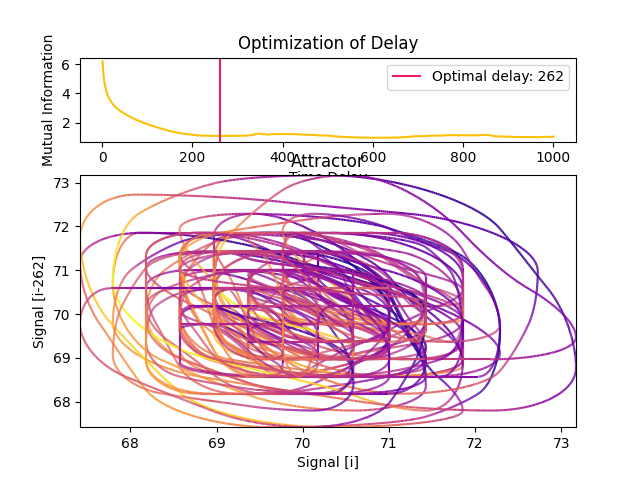 Optimization of Delay
Mutual Information
6
4
2
Optimal delay: 262
0 200 400 600 800 1000
Time Delay
Attractor
Signal [i-262]
73
72
71
70
69
68
68 69 70 71 72 73
Signal [i]